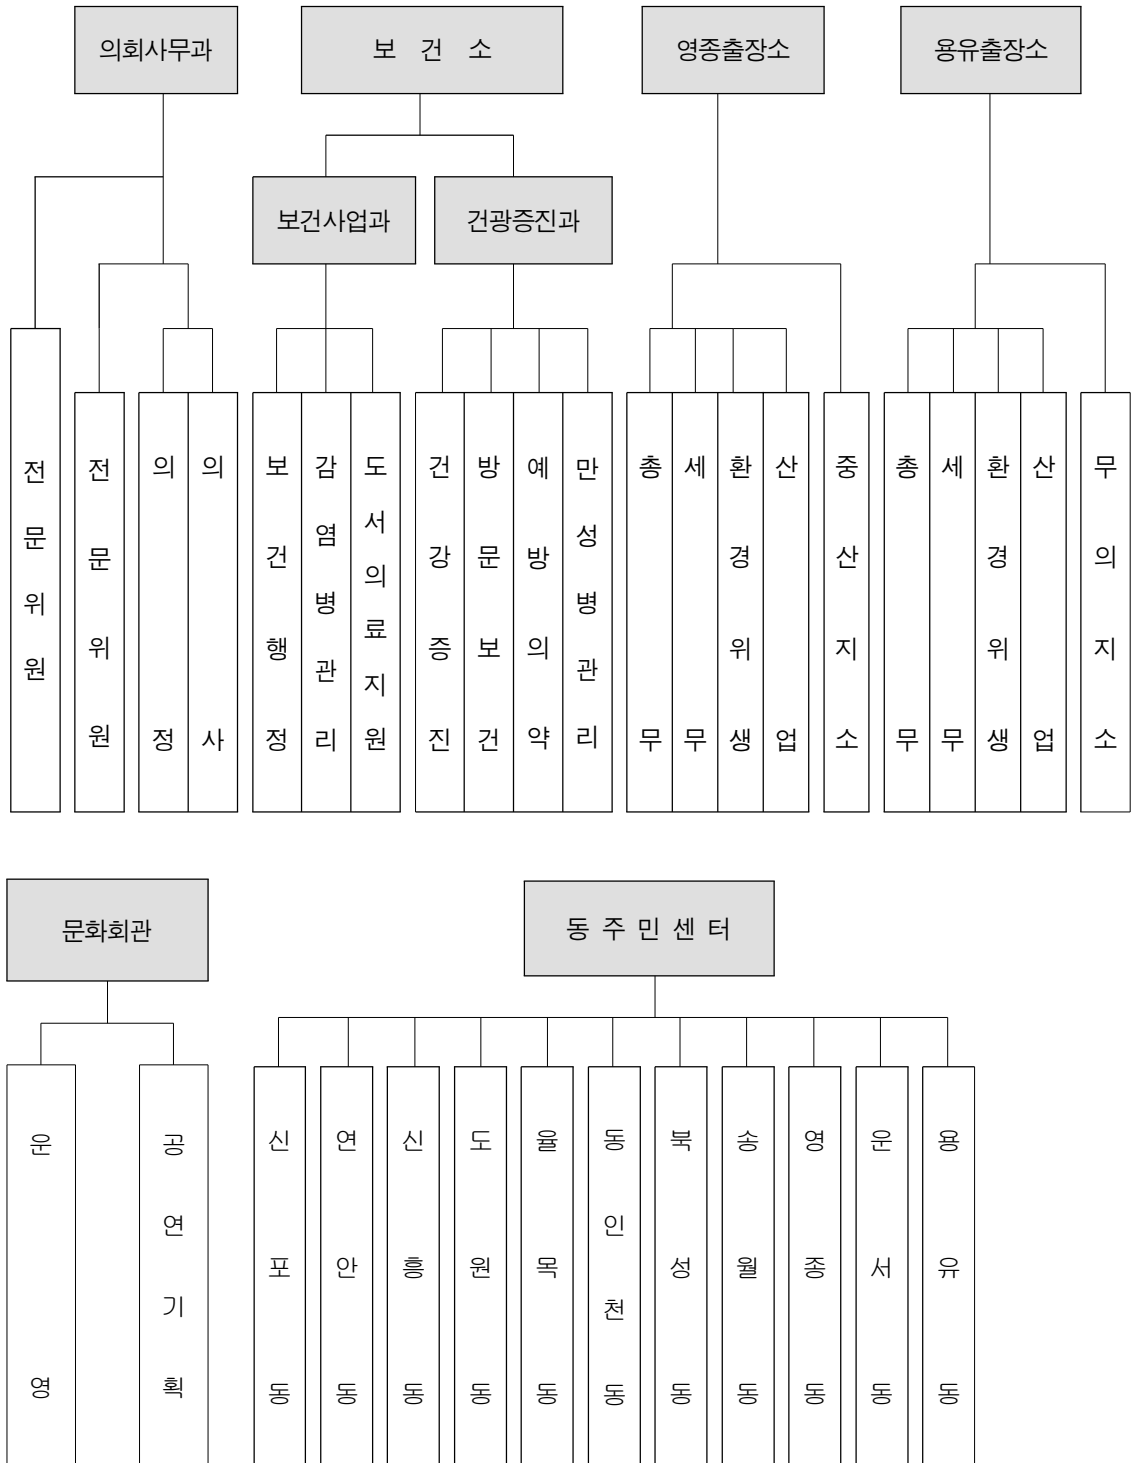 의회사무과
보 건 소
영종출장소
용유출장소
보건사업과
건광증진과
전문위원
전문위원
의정
의사
보건행정
감염병관리
도서의료지원
건강증진
방문보건
예방의약
만성병관리
총무
세무
환경위생
산업
중산지소
총무
세무
환경위생
산업
무의지소
문화회관
동 주 민 센 터
운영
공연기획
신포동
연안동
신흥동
도원동
율목동
동인천동
북성동
송월동
영종동
운서동
용유동